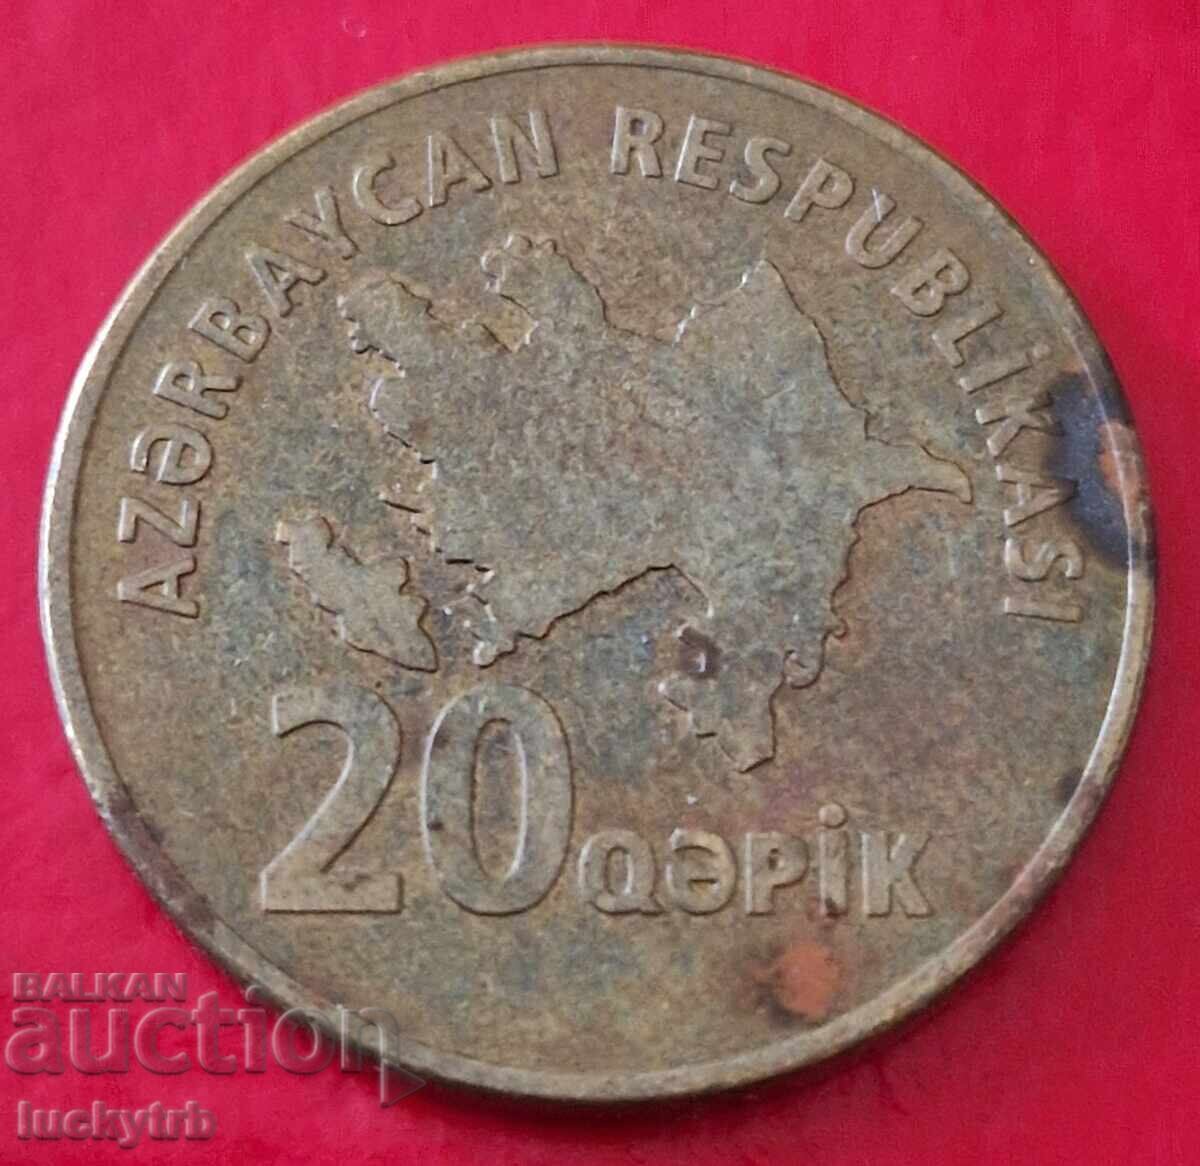 AZƏRBAYCAN RESPUBLİKASI
20 QƏPİK
BALKAN
auction
luckytrb